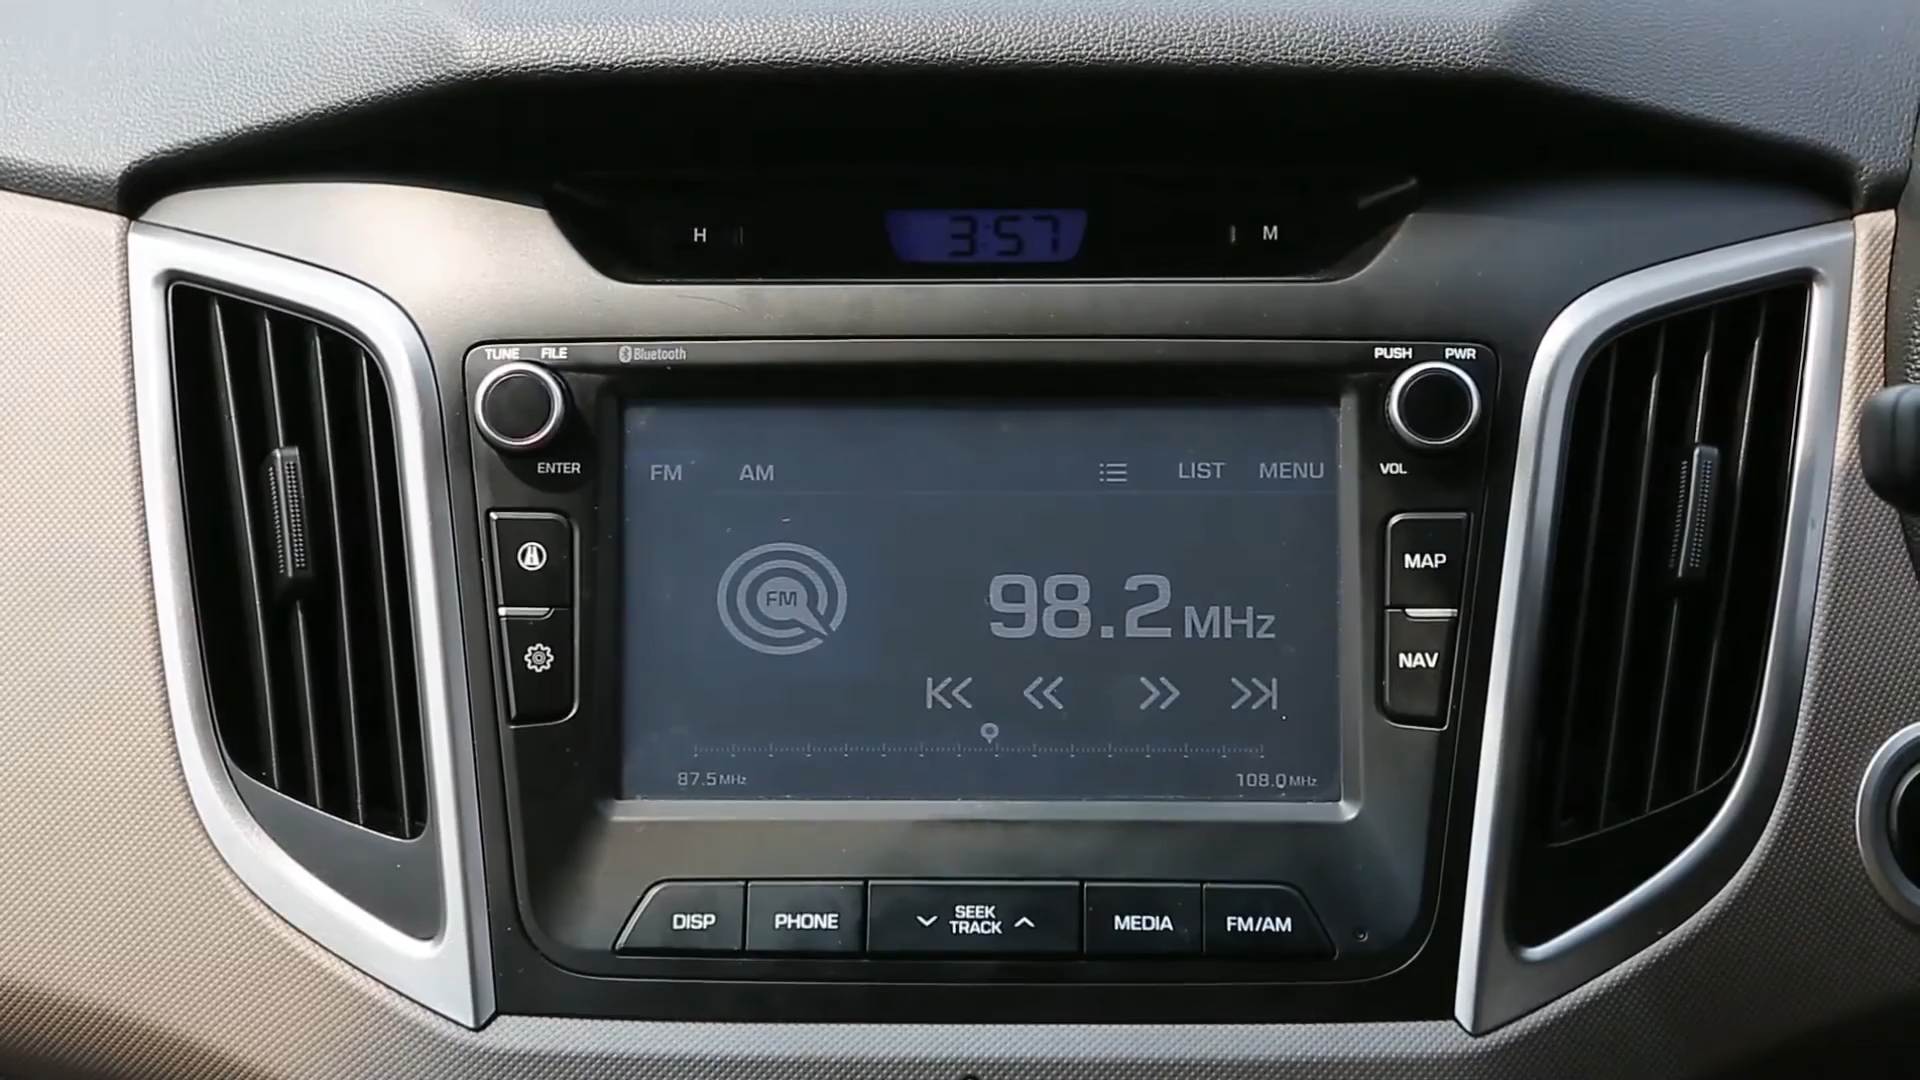 H 3:57 M
TUNE FILE Bluetooth PUSH PWR
ENTER VOL
FM AM LIST MENU
FM
98.2 MHz
MAP
NAV
87.5MHz 108.0MHz
DISP PHONE SEEK TRACK MEDIA FM/AM